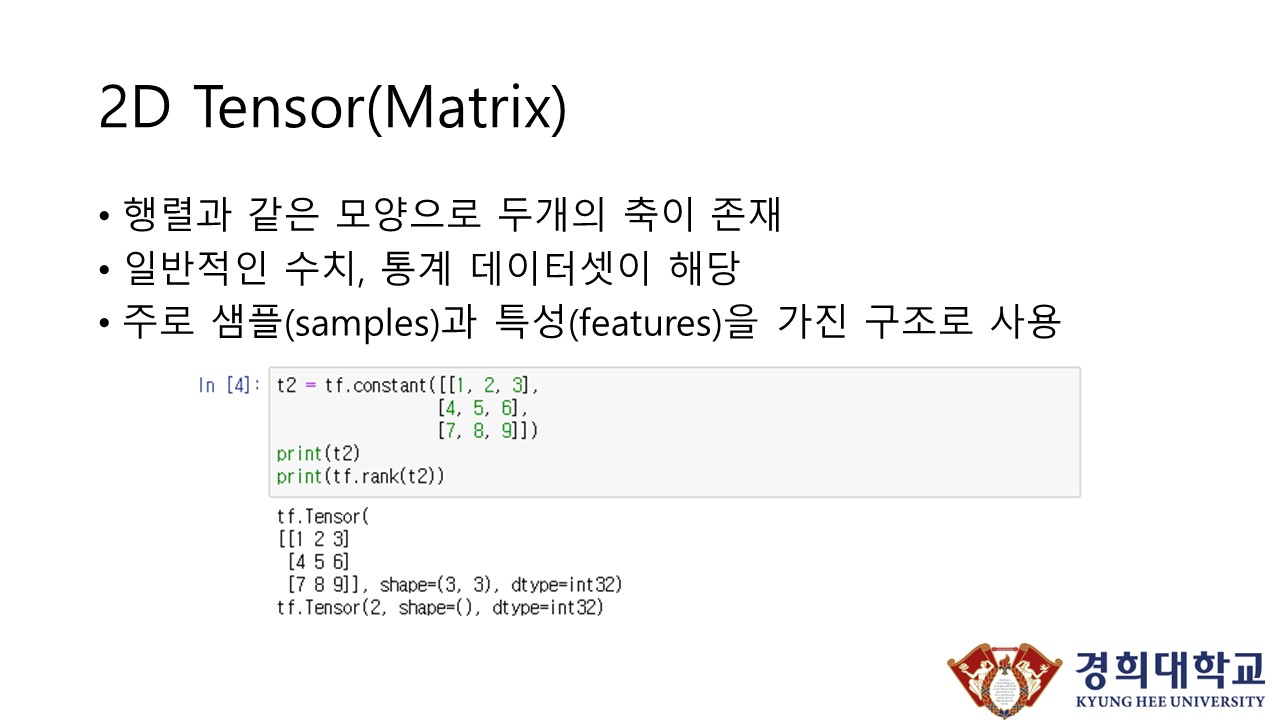 2D Tensor(Matrix)
• 행렬과 같은 모양으로 두개의 축이 존재
• 일반적인 수치, 통계 데이터셋이 해당
• 주로 샘플(samples)과 특성(features)을 가진 구조로 사용
In [4]: t2 = tf.constant([[1, 2, 3],
[4, 5, 6],
[7, 8, 9]])
print(t2)
print(tf.rank(t2))
tf.Tensor(
[[1 2 3]
[4 5 6]
[7 8 9]], shape=(3, 3), dtype=int32)
tf.Tensor(2, shape=(), dtype=int32)
경희대학교
KYUNG HEE UNIVERSITY